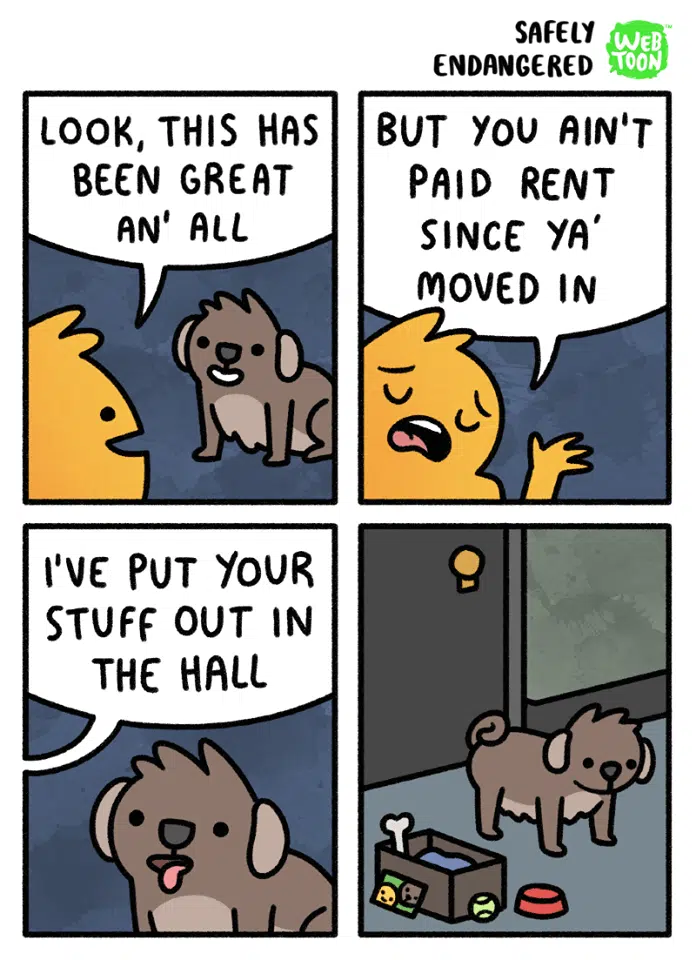 SAFELY
ENDANGERED
WEB
TOON
™
LOOK, THIS HAS
BEEN GREAT
AN' ALL
BUT YOU AIN'T
PAID RENT
SINCE YA'
MOVED IN
I'VE PUT YOUR
STUFF OUT IN
THE HALL